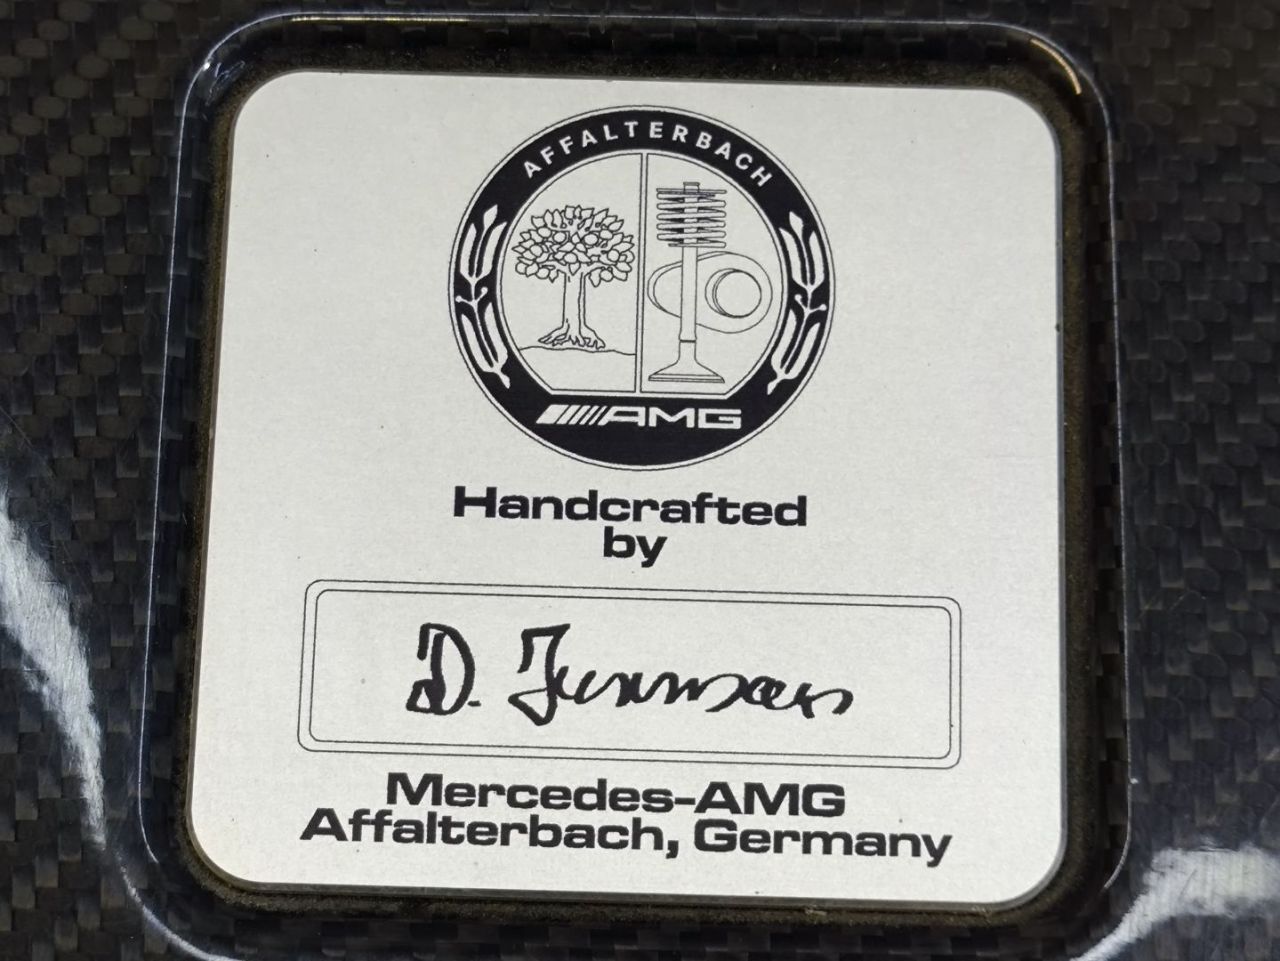 AFFALTERBACH
AMG
Handcrafted
by
D.
Mercedes-AMG
Affalterbach, Germany